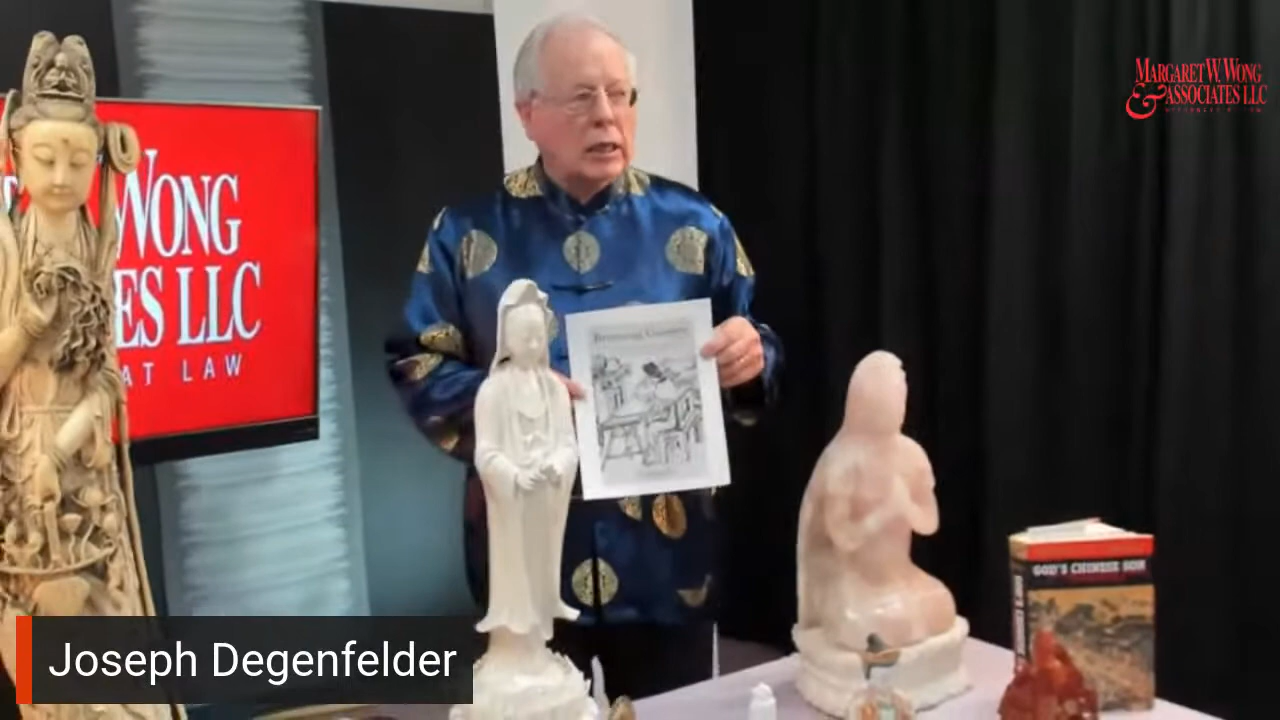 MARGARET W. WONG
& ASSOCIATES LLC
WONG
ES LLC
AT LAW
GOD'S CHINESE SON
Joseph Degenfelder